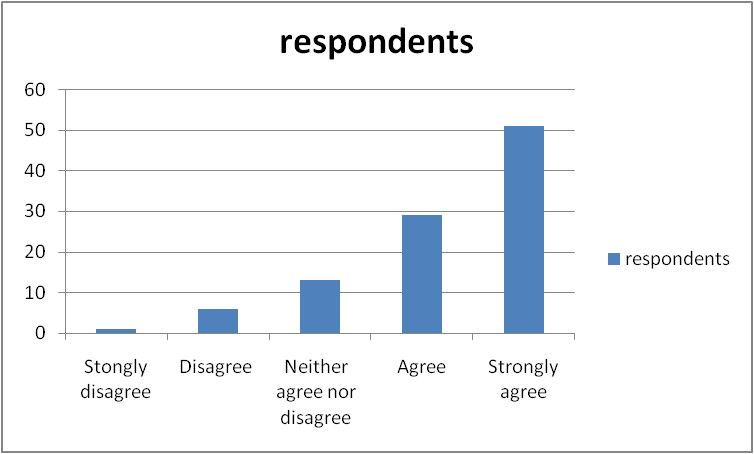 respondents
60
50
40
30
20
10
0
Stongly
disagree
Disagree
Neither
agree nor
disagree
Agree
Strongly
agree
respondents